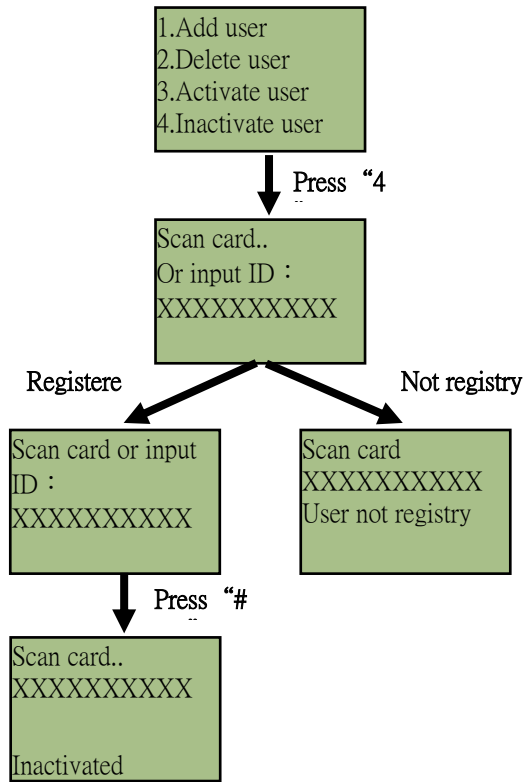 1.Add user
2.Delete user
3.Activate user
4.Inactivate user
Press “4
Scan card..
Or input ID：
XXXXXXXXXX
Registere
Not registry
Scan card or input
ID：
XXXXXXXXXX
Scan card
XXXXXXXXXX
User not registry
Press “#
Scan card..
XXXXXXXXXX
Inactivated